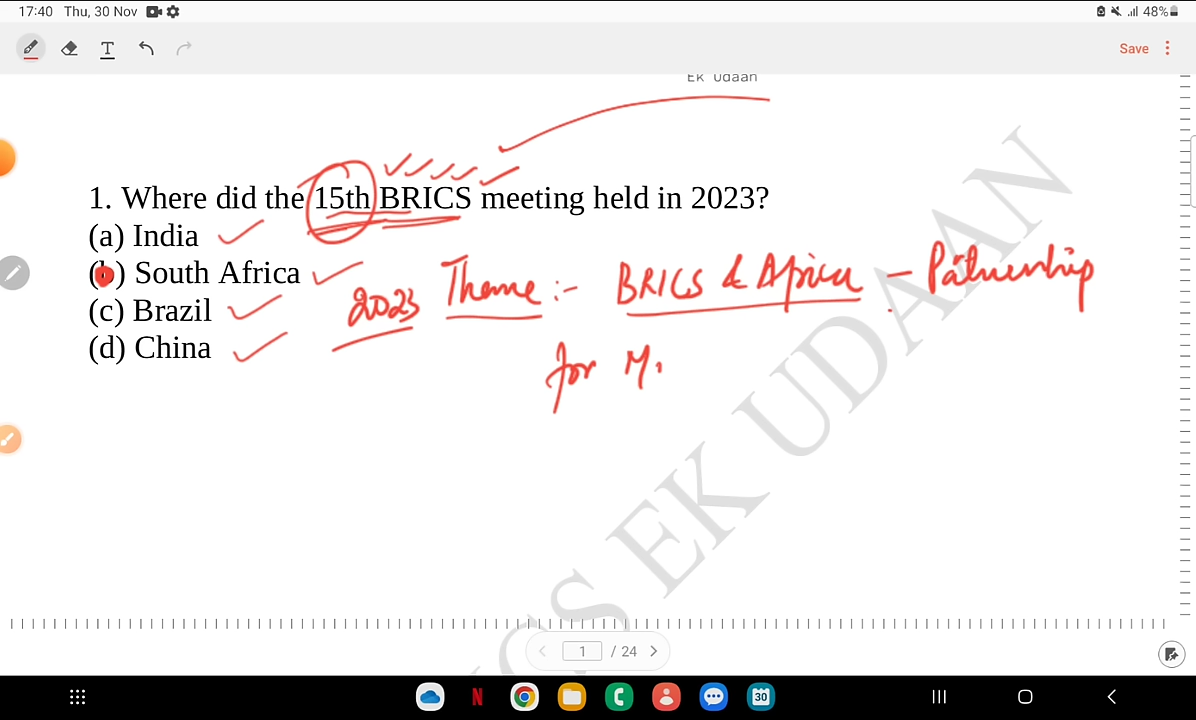 17:40 Thu, 30 Nov
48%
T
Save
Ek Udaan
1. Where did the 15th BRICS meeting held in 2023?
(a) India
(b) South Africa
(c) Brazil
(d) China
2023 Theme :- BRICS & Africa - Partnership
for M
EK UDAAN
1 / 24
N
30